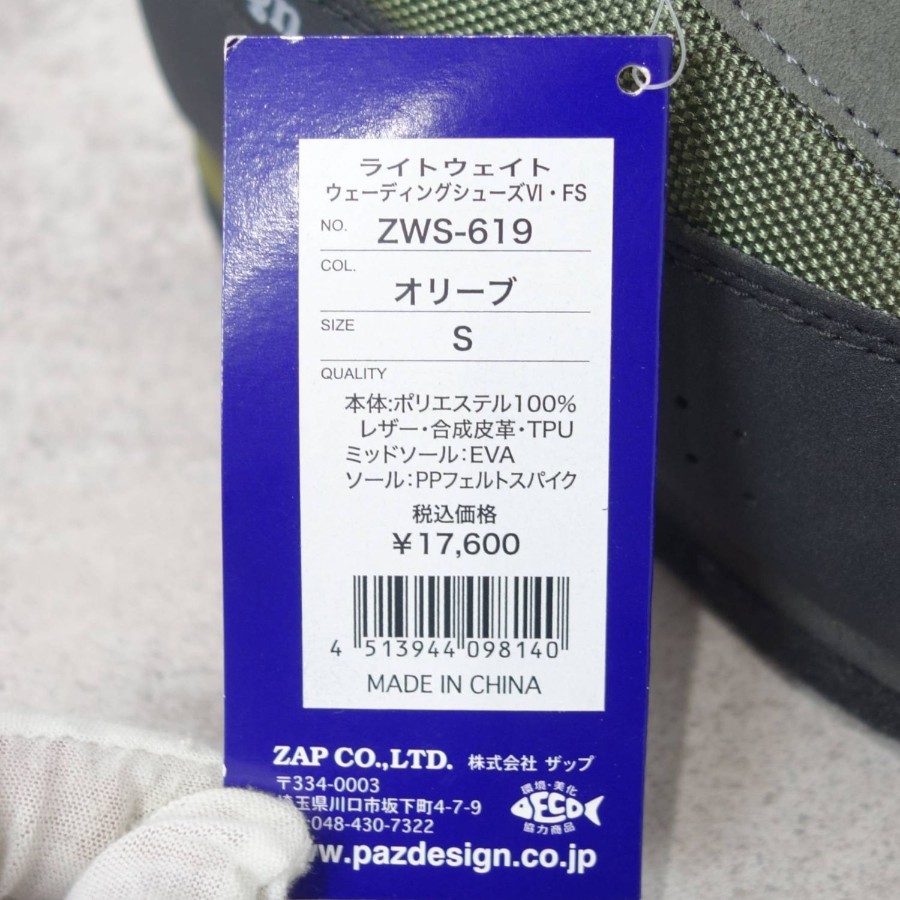 ライトウェイト
ウェーディングシューズⅥ・FS
NO. ZWS-619
COL.
オリーブ
SIZE
S
QUALITY
本体:ポリエステル100%
レザー・合成皮革・TPU
ミッドソール:EVA
ソール:PPフェルトスパイク
税込価格
¥17,600
4 513944 098140
MADE IN CHINA
ZAP CO.,LTD. 株式会社 ザップ
〒334-0003
埼玉県川口市坂下町4-7-9
048-430-7322
環境・美化
ECO
協力商品
www.pazdesign.co.jp